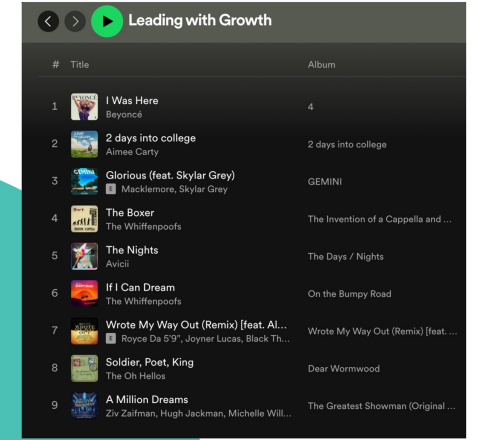 Leading with Growth
# Title Album
1 I Was Here 4
Beyoncé
2 2 days into college 2 days into college
Aimee Carty
3 Glorious (feat. Skylar Grey) GEMINI
E Macklemore, Skylar Grey
4 The Boxer The Invention of a Cappella and ...
The Whiffenpoofs
5 The Nights The Days / Nights
Avicii
6 If I Can Dream On the Bumpy Road
The Whiffenpoofs
7 Wrote My Way Out (Remix) [feat. Al... Wrote My Way Out (Remix) [feat. ...
E Royce Da 5'9", Joyner Lucas, Black Th...
8 Soldier, Poet, King Dear Wormwood
The Oh Hellos
9 A Million Dreams The Greatest Showman (Original ...
Ziv Zaifman, Hugh Jackman, Michelle Will...
BEYONCÉ
GEMINI